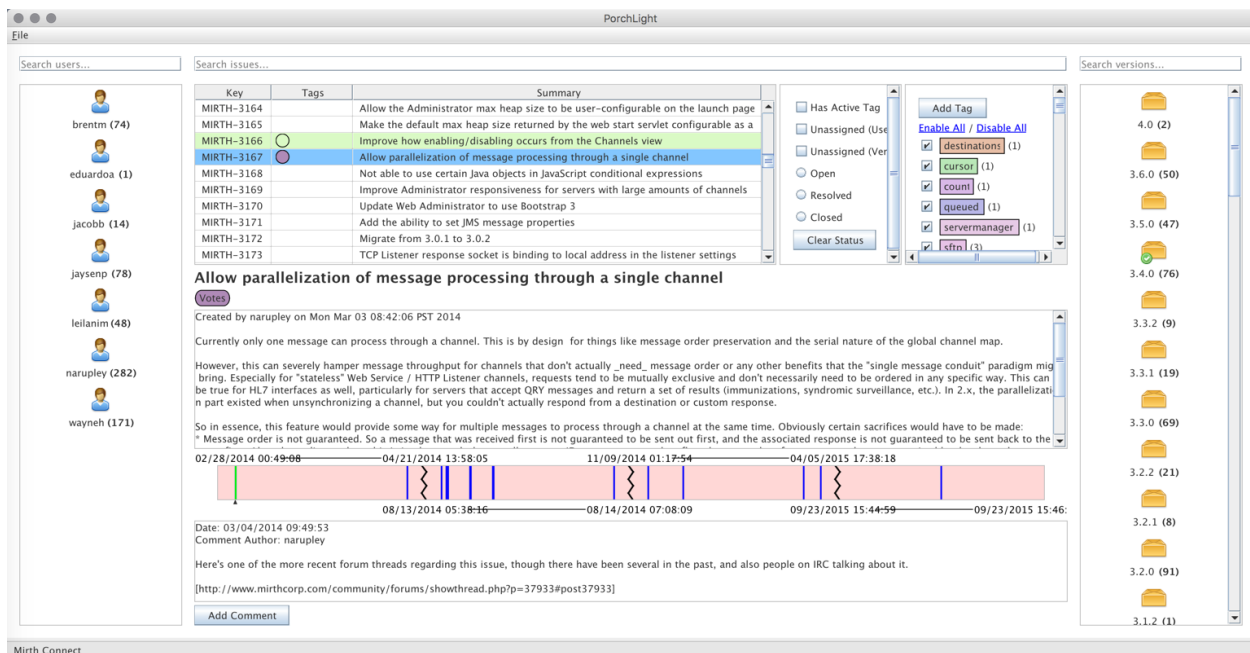 PorchLight
File
Search users...
Search issues...
Search versions...
brentm (74)
eduardoa (1)
jacobb (14)
jaysenp (78)
leilanim (48)
narupley (282)
wayneh (171)
Key Tags Summary
MIRTH-3164 Allow the Administrator max heap size to be user-configurable on the launch page
MIRTH-3165 Make the default max heap size returned by the web start servlet configurable as a
MIRTH-3166 Improve how enabling/disabling occurs from the Channels view
MIRTH-3167 Allow parallelization of message processing through a single channel
MIRTH-3168 Not able to use certain Java objects in JavaScript conditional expressions
MIRTH-3169 Improve Administrator responsiveness for servers with large amounts of channels
MIRTH-3170 Update Web Administrator to use Bootstrap 3
MIRTH-3171 Add the ability to set JMS message properties
MIRTH-3172 Migrate from 3.0.1 to 3.0.2
MIRTH-3173 TCP Listener response socket is binding to local address in the listener settings
Has Active Tag
Unassigned (Use
Unassigned (Ver
Open
Resolved
Closed
Clear Status
Add Tag
Enable All / Disable All
destinations (1)
cursor (1)
count (1)
queued (1)
servermanager (1)
sftp (3)
Allow parallelization of message processing through a single channel
Votes
Created by narupley on Mon Mar 03 08:42:06 PST 2014
Currently only one message can process through a channel. This is by design for things like message order preservation and the serial nature of the global channel map.
However, this can severely hamper message throughput for channels that don't actually _need_ message order or any other benefits that the "single message conduit" paradigm mig
bring. Especially for "stateless" Web Service / HTTP Listener channels, requests tend to be mutually exclusive and don't necessarily need to be ordered in any specific way. This can
be true for HL7 interfaces as well, particularly for servers that accept QRY messages and return a set of results (immunizations, syndromic surveillance, etc.). In 2.x, the parallelizati
n part existed when unsynchronizing a channel, but you couldn't actually respond from a destination or custom response.
So in essence, this feature would provide some way for multiple messages to process through a channel at the same time. Obviously certain sacrifices would have to be made:
* Message order is not guaranteed. So a message that was received first is not guaranteed to be sent out first, and the associated response is not guaranteed to be sent back to the
02/28/2014 00:49:08 04/21/2014 13:58:05 11/09/2014 01:17:54 04/05/2015 17:38:18
08/13/2014 05:38:16 08/14/2014 07:08:09 09/23/2015 15:44:59 09/23/2015 15:46:
Date: 03/04/2014 09:49:53
Comment Author: narupley
Here's one of the more recent forum threads regarding this issue, though there have been several in the past, and also people on IRC talking about it.
[http://www.mirthcorp.com/community/forums/showthread.php?p=37933#post37933]
Add Comment
4.0 (2)
3.6.0 (50)
3.5.0 (47)
3.4.0 (76)
3.3.2 (9)
3.3.1 (19)
3.3.0 (69)
3.2.2 (21)
3.2.1 (8)
3.2.0 (91)
3.1.2 (1)
Mirth Connect